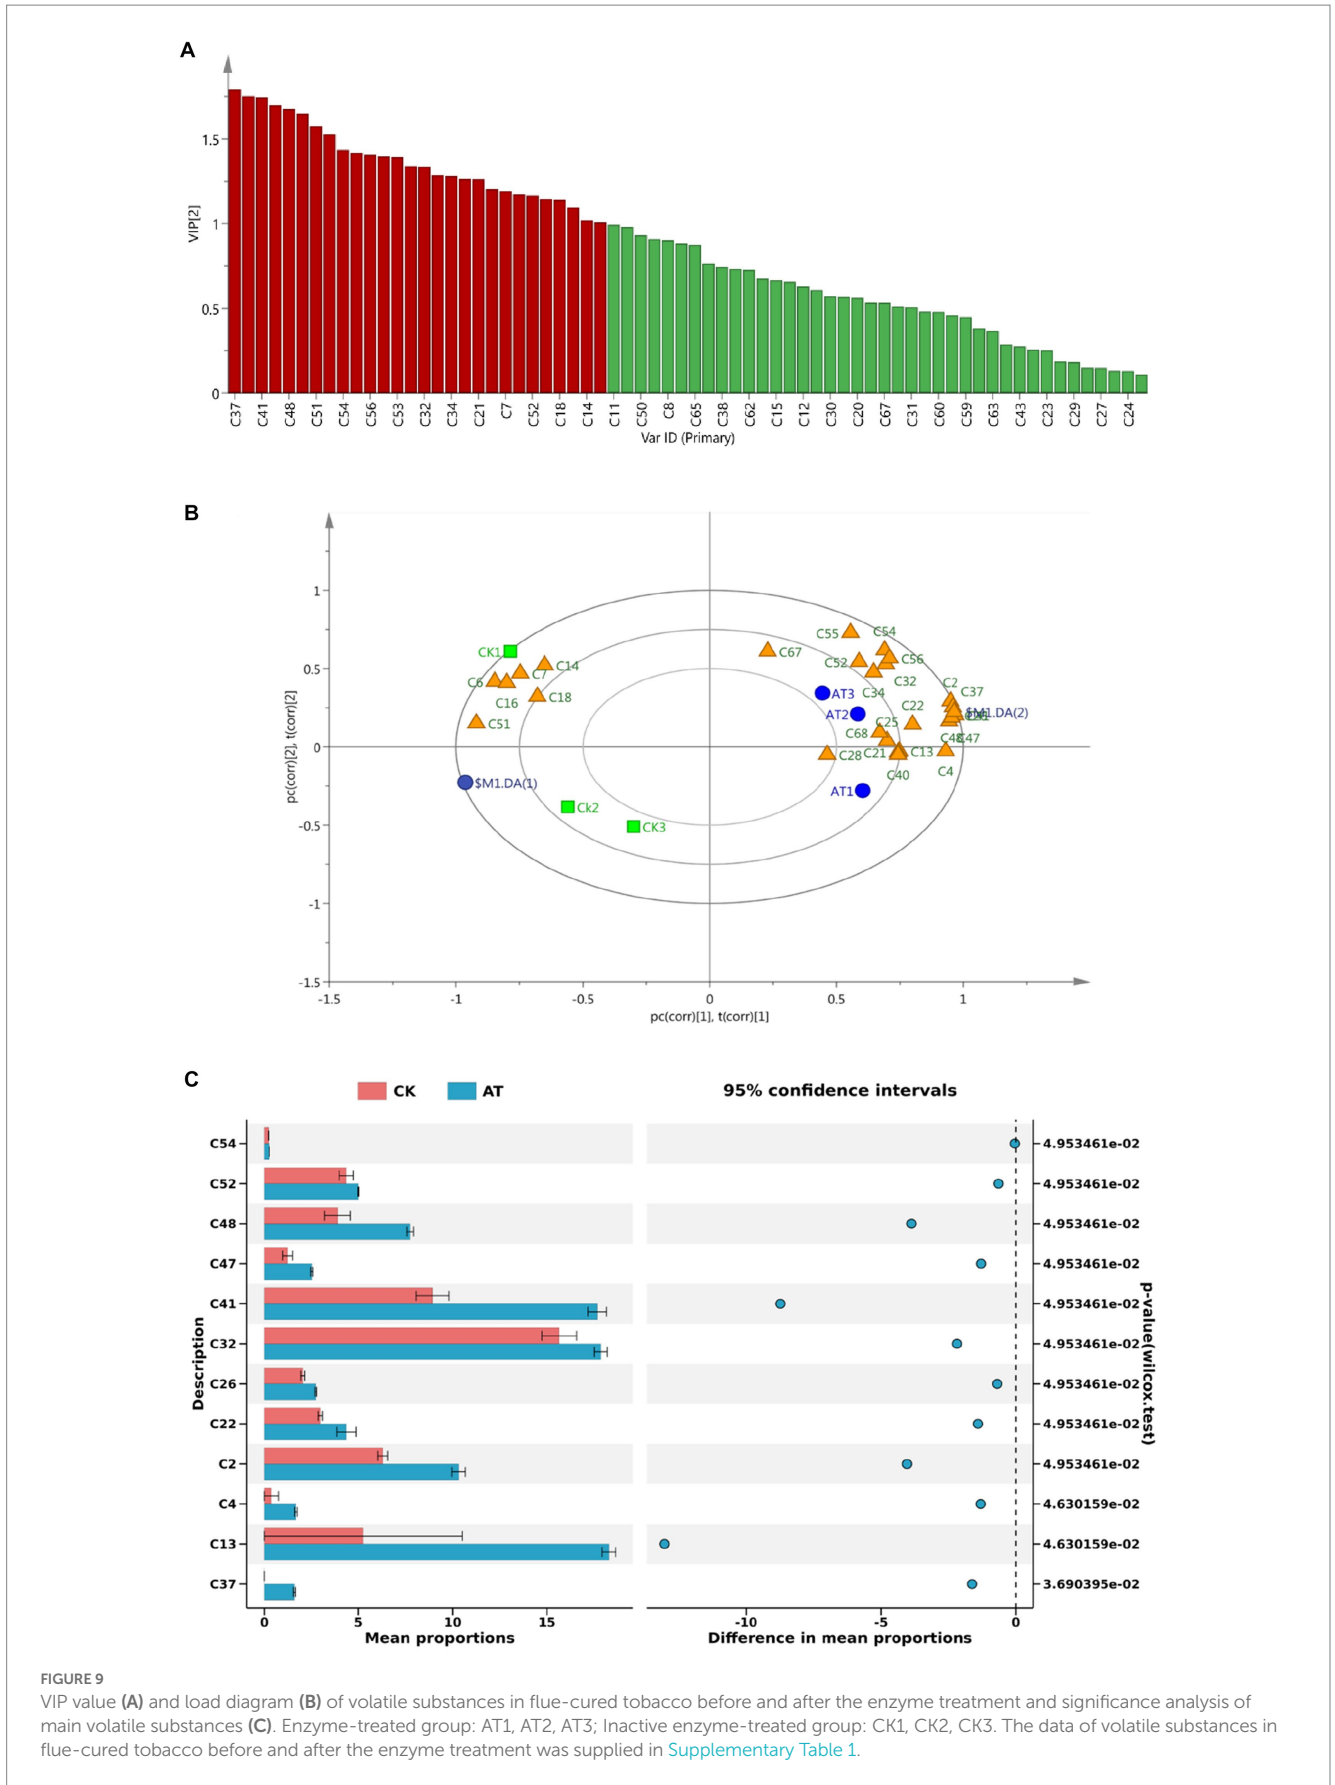 A
VIP[2]
1.5
1
0.5
0
C37 C41 C48 C51 C54 C56 C53 C32 C34 C21 C7 C52 C18 C14 C11 C50 C8 C65 C38 C62 C15 C12 C30 C20 C67 C31 C60 C59 C63 C43 C23 C29 C27 C24
Var ID (Primary)
B
pc(corr)[2], t(corr)[2]
1
0.5
0
-0.5
-1
-1.5
-1.5 -1 -0.5 0 0.5 1
pc(corr)[1], t(corr)[1]
C55 C54
CK1 C67 C52 C56
C14
C6 C7 C32 C2
C16 C18 AT3 C34 C37
C51 AT2 C25 C22 $M1.DA(2)
C68 C48 C47
C28 C21 C13
C40 C4
$M1.DA(1) AT1
Ck2
CK3
C
CK AT
95% confidence intervals
Description
C54 4.953461e-02
C52 4.953461e-02
C48 4.953461e-02
C47 4.953461e-02
C41 4.953461e-02
C32 4.953461e-02
C26 4.953461e-02
C22 4.953461e-02
C2 4.953461e-02
C4 4.630159e-02
C13 4.630159e-02
C37 3.690395e-02
p-value(wilcox.test)
0 5 10 15 -10 -5 0
Mean proportions Difference in mean proportions
FIGURE 9
VIP value (A) and load diagram (B) of volatile substances in flue-cured tobacco before and after the enzyme treatment and significance analysis of
main volatile substances (C). Enzyme-treated group: AT1, AT2, AT3; Inactive enzyme-treated group: CK1, CK2, CK3. The data of volatile substances in
flue-cured tobacco before and after the enzyme treatment was supplied in Supplementary Table 1.